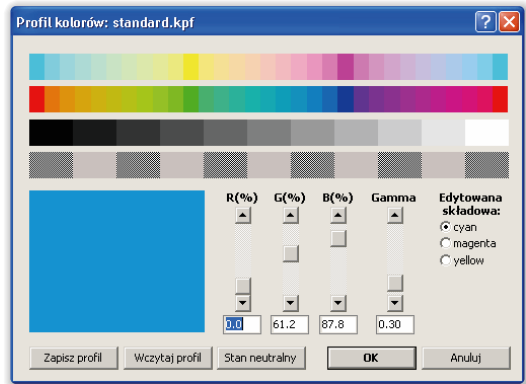 Profil kolorów: standard.kpf
R(%) G(%) B(%) Gamma
Edytowana
składowa:
cyan
magenta
yellow
0.0 61.2 87.8 0.30
Zapisz profil Wczytaj profil Stan neutralny OK Anuluj